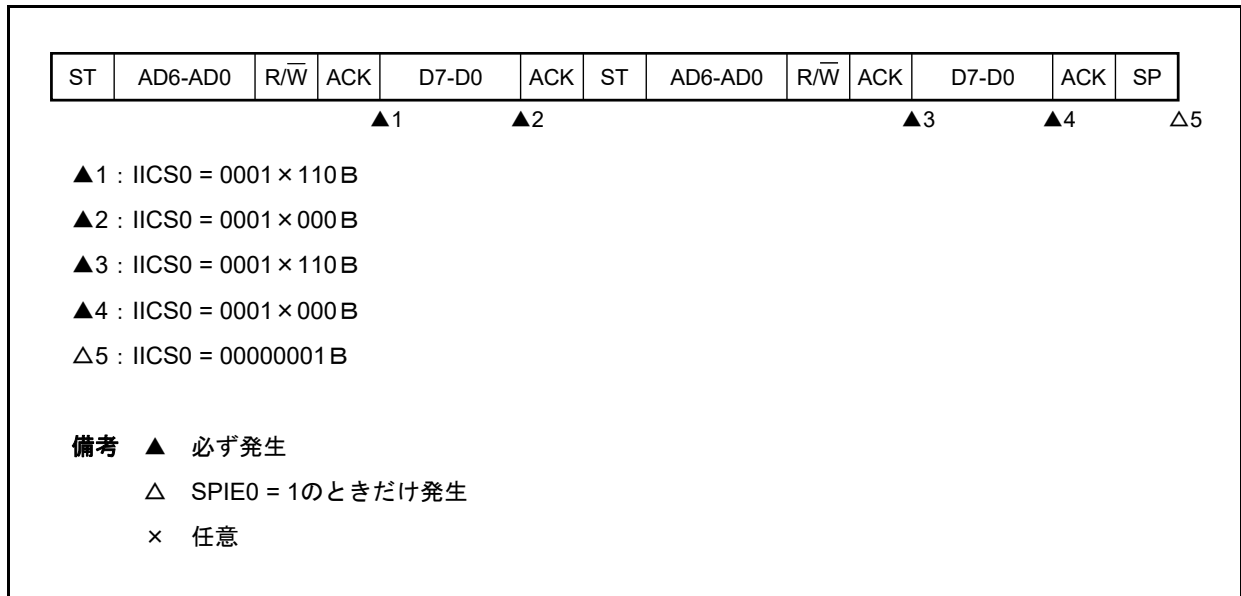 ST AD6-AD0 R/W̅ ACK D7-D0 ACK ST AD6-AD0 R/W̅ ACK D7-D0 ACK SP
▲1 ▲2 ▲3 ▲4 △5
▲1：IICS0 = 0001×110B
▲2：IICS0 = 0001×000B
▲3：IICS0 = 0001×110B
▲4：IICS0 = 0001×000B
△5：IICS0 = 00000001B
備考 ▲ 必ず発生
△ SPIE0 = 1のときだけ発生
× 任意